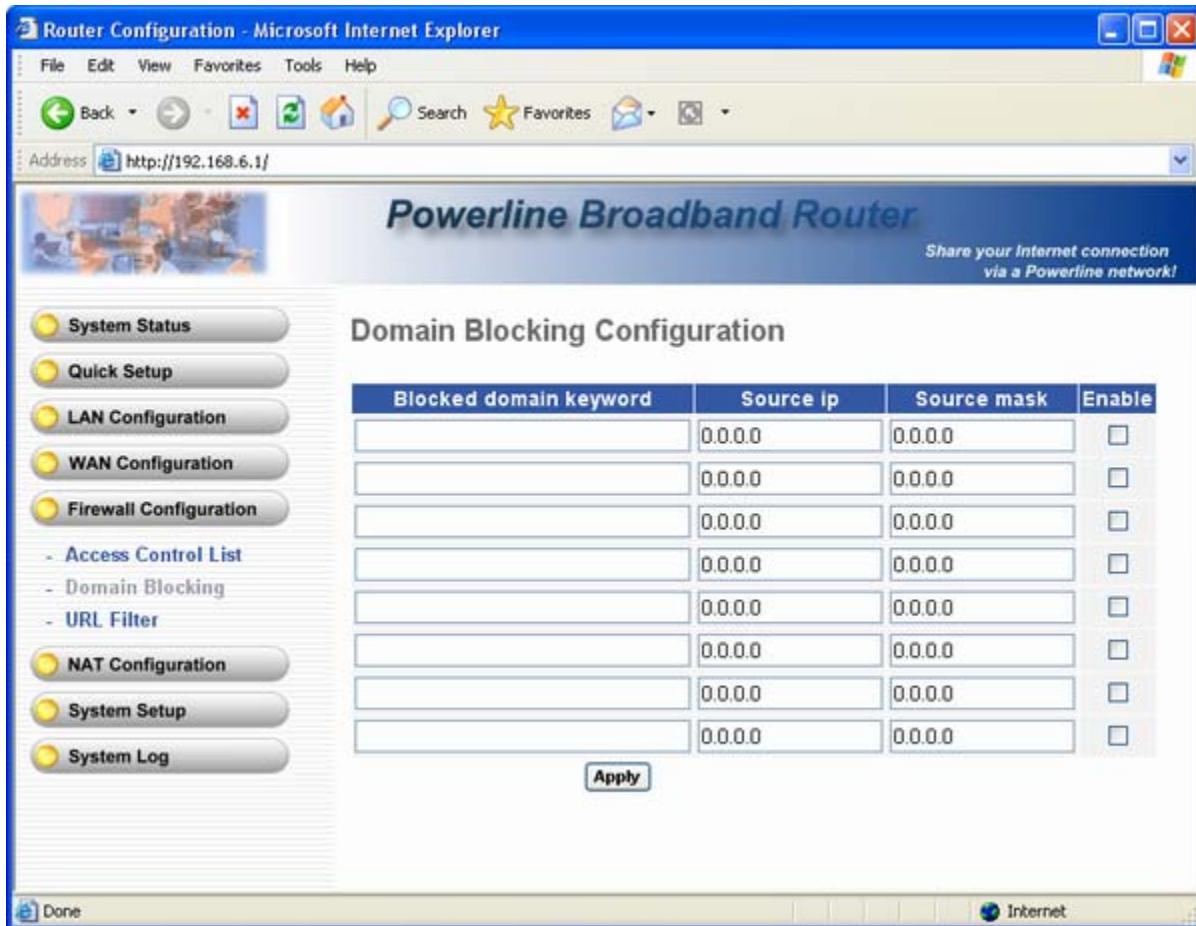 Router Configuration - Microsoft Internet Explorer
File Edit View Favorites Tools Help
Back Search Favorites
Address http://192.168.6.1/
Powerline Broadband Router
Share your Internet connection
via a Powerline network!
System Status
Quick Setup
LAN Configuration
WAN Configuration
Firewall Configuration
- Access Control List
- Domain Blocking
- URL Filter
NAT Configuration
System Setup
System Log
Domain Blocking Configuration
Blocked domain keyword Source ip Source mask Enable
0.0.0.0 0.0.0.0
0.0.0.0 0.0.0.0
0.0.0.0 0.0.0.0
0.0.0.0 0.0.0.0
0.0.0.0 0.0.0.0
0.0.0.0 0.0.0.0
0.0.0.0 0.0.0.0
0.0.0.0 0.0.0.0
Apply
Done Internet